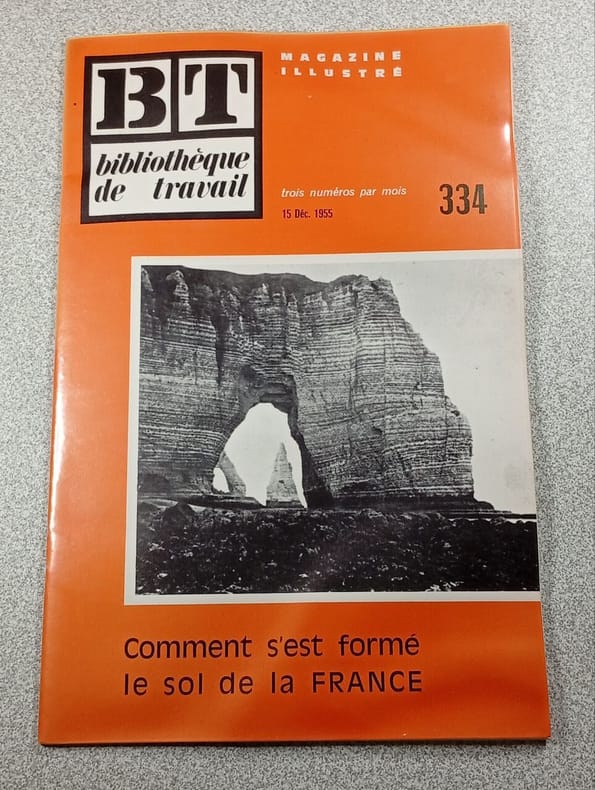 BT
bibliothèque
de travail
MAGAZINE
ILLUSTRÉ
trois numéros par mois
15 Déc. 1955
334
Comment s'est formé
le sol de la FRANCE